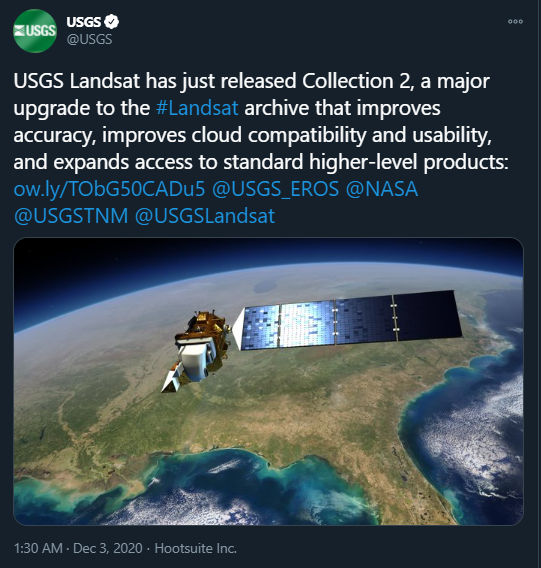 USGS
USGS
@USGS
USGS Landsat has just released Collection 2, a major
upgrade to the #Landsat archive that improves
accuracy, improves cloud compatibility and usability,
and expands access to standard higher-level products:
ow.ly/TObG50CADu5 @USGS_EROS @NASA
@USGSTNM @USGSLandsat
1:30 AM · Dec 3, 2020 · Hootsuite Inc.